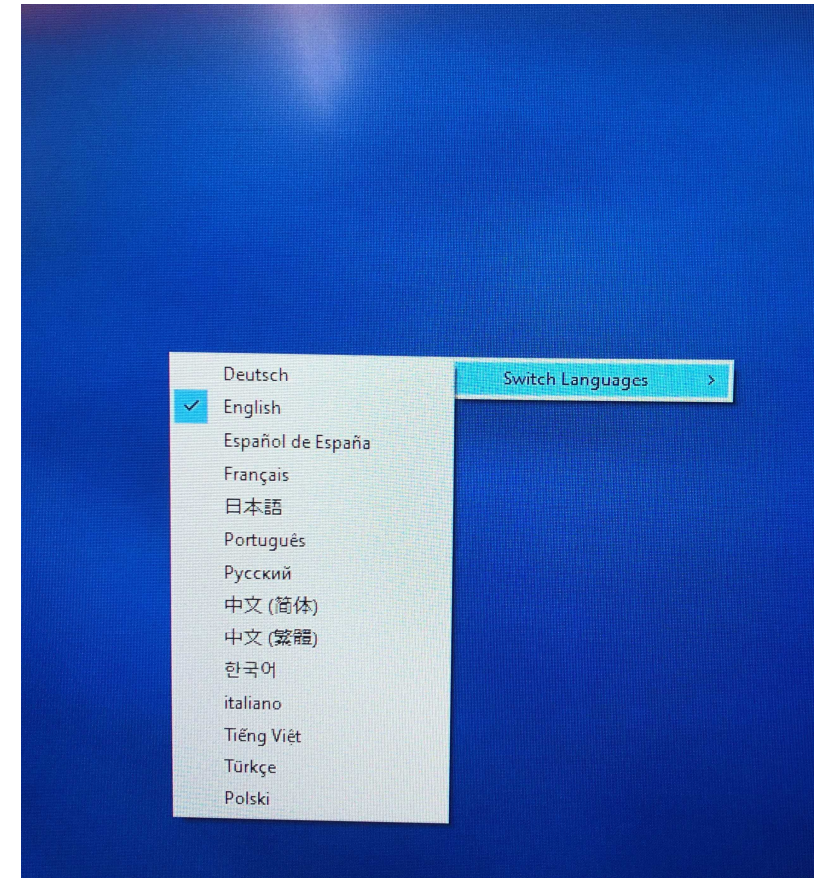 Switch Languages >
Deutsch
✓ English
Español de España
Français
日本語
Português
Русский
中文 (简体)
中文 (繁體)
한국어
italiano
Tiếng Việt
Türkçe
Polski